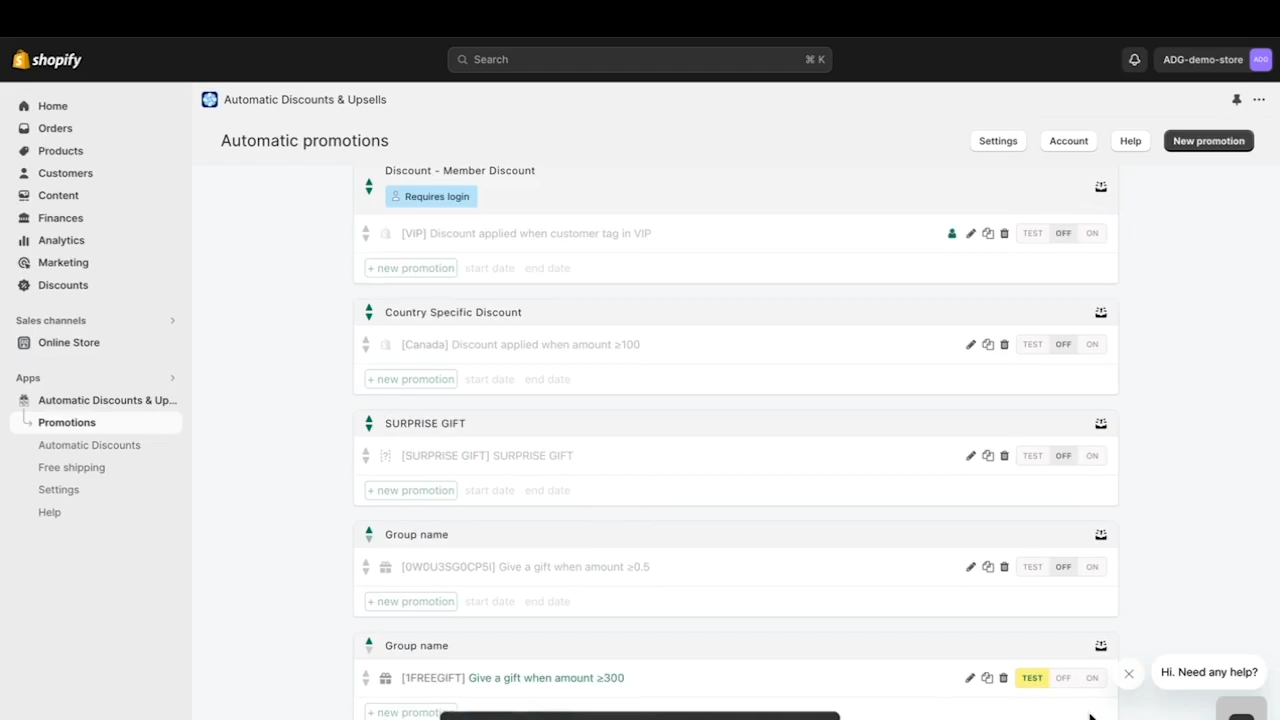 shopify
Search
⌘ K
ADG-demo-store
ADG
Home
Orders
Products
Customers
Content
Finances
Analytics
Marketing
Discounts
Sales channels
Online Store
Apps
Automatic Discounts & Up...
Promotions
Automatic Discounts
Free shipping
Settings
Help
Automatic Discounts & Upsells
Automatic promotions
Settings
Account
Help
New promotion
Discount - Member Discount
Requires login
[VIP] Discount applied when customer tag in VIP
TEST OFF ON
+ new promotion start date end date
Country Specific Discount
[Canada] Discount applied when amount ≥100
TEST OFF ON
+ new promotion start date end date
SURPRISE GIFT
[?] [SURPRISE GIFT] SURPRISE GIFT
TEST OFF ON
+ new promotion start date end date
Group name
[0W0U3SG0CP5I] Give a gift when amount ≥0.5
TEST OFF ON
+ new promotion start date end date
Group name
[1FREEGIFT] Give a gift when amount ≥300
TEST OFF ON
+ new promotion
Hi. Need any help?